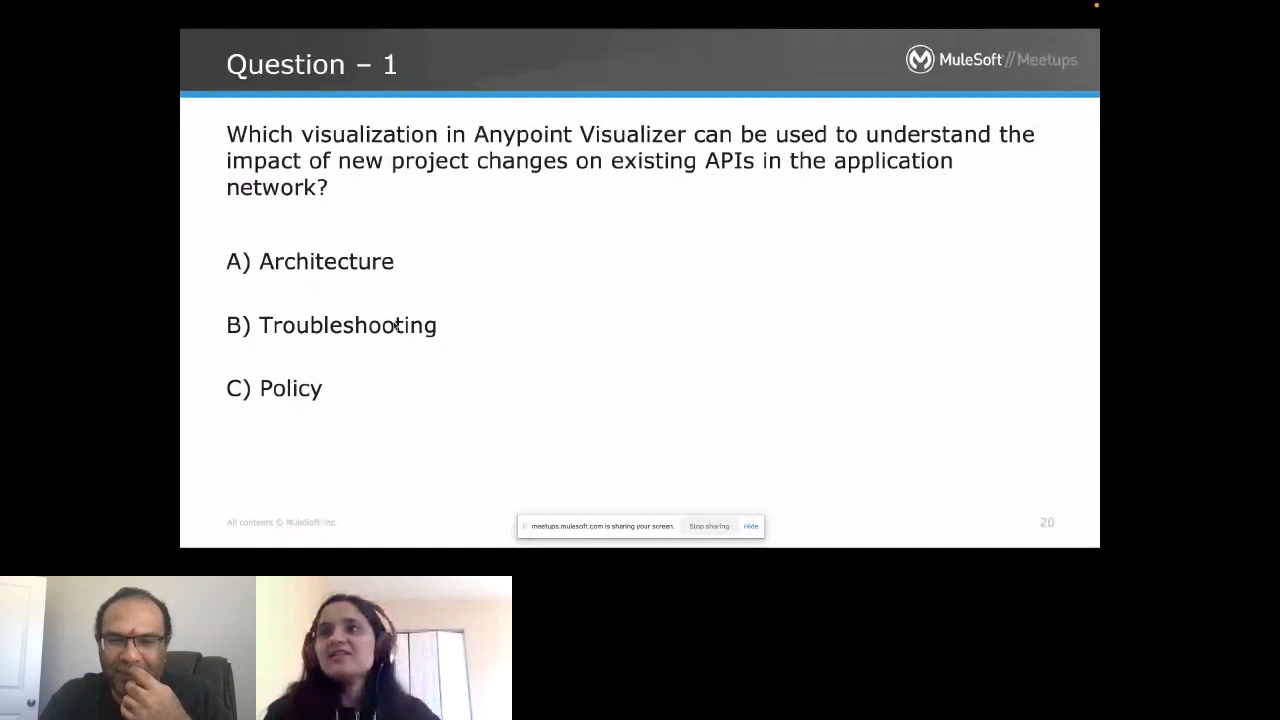 Question – 1
MuleSoft // Meetups
Which visualization in Anypoint Visualizer can be used to understand the
impact of new project changes on existing APIs in the application
network?
A) Architecture
B) Troubleshooting
C) Policy
All contents © MuleSoft Inc.
meetups.mulesoft.com is sharing your screen.
Stop sharing
Hide
20